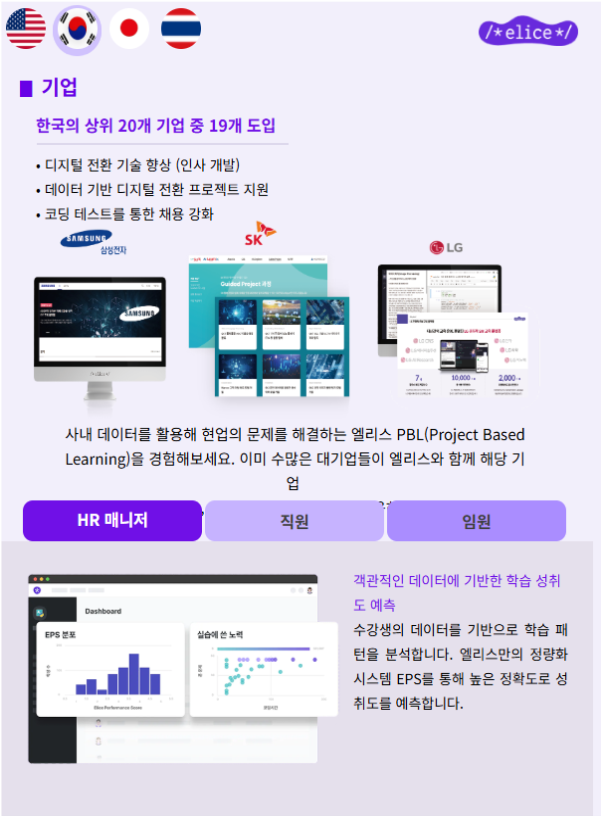 /*elice*/
기업
한국의 상위 20개 기업 중 19개 도입
• 디지털 전환 기술 향상 (인사 개발)
• 데이터 기반 디지털 전환 프로젝트 지원
• 코딩 테스트를 통한 채용 강화
SAMSUNG
삼성전자
SK
LG
SAMSUNG
Guided Project 과정
7
10,000
2,000
사내 데이터를 활용해 현업의 문제를 해결하는 엘리스 PBL(Project Based
Learning)을 경험해보세요. 이미 수많은 대기업들이 엘리스와 함께 해당 기
업
HR 매니저
직원
임원
Dashboard
EPS 분포
실습에 쓴 노력
객관적인 데이터에 기반한 학습 성취
도 예측
수강생의 데이터를 기반으로 학습 패
턴을 분석합니다. 엘리스만의 정량화
시스템 EPS를 통해 높은 정확도로 성
취도를 예측합니다.